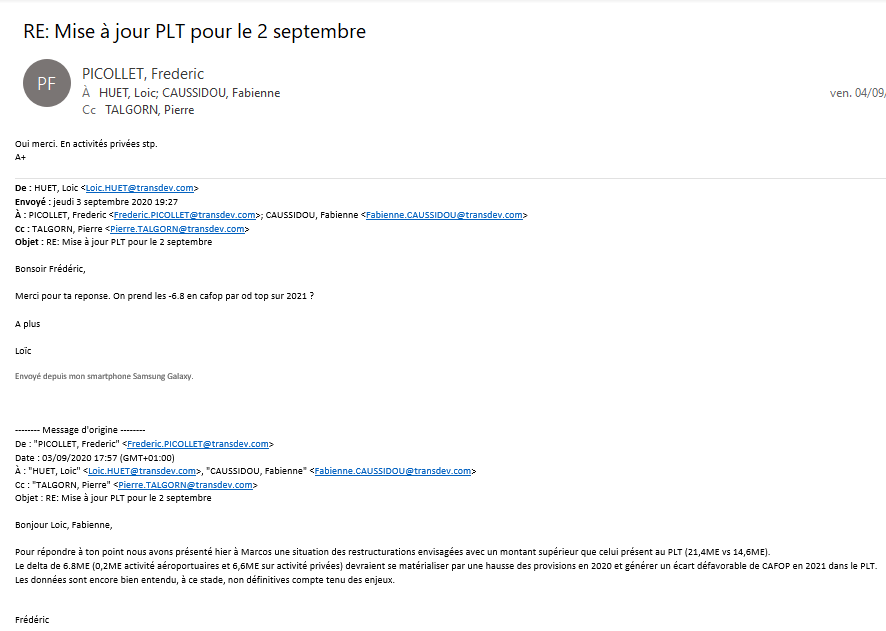 RE: Mise à jour PLT pour le 2 septembre
PF
PICOLLET, Frederic
À HUET, Loic; CAUSSIDOU, Fabienne
ven. 04/09/
Cc TALGORN, Pierre
Oui merci. En activités privées stp.
A+
De : HUET, Loic <Loic.HUET@transdev.com>
Envoyé : jeudi 3 septembre 2020 19:27
À : PICOLLET, Frederic <Frederic.PICOLLET@transdev.com>; CAUSSIDOU, Fabienne <Fabienne.CAUSSIDOU@transdev.com>
Cc : TALGORN, Pierre <Pierre.TALGORN@transdev.com>
Objet : RE: Mise à jour PLT pour le 2 septembre
Bonsoir Frédéric,
Merci pour ta reponse. On prend les -6.8 en cafop par od top sur 2021 ?
A plus
Loïc
Envoyé depuis mon smartphone Samsung Galaxy.
-------- Message d'origine --------
De : "PICOLLET, Frederic" <Frederic.PICOLLET@transdev.com>
Date : 03/09/2020 17:57 (GMT+01:00)
À : "HUET, Loic" <Loic.HUET@transdev.com>, "CAUSSIDOU, Fabienne" <Fabienne.CAUSSIDOU@transdev.com>
Cc : "TALGORN, Pierre" <Pierre.TALGORN@transdev.com>
Objet : RE: Mise à jour PLT pour le 2 septembre
Bonjour Loic, Fabienne,
Pour répondre à ton point nous avons présenté hier à Marcos une situation des restructurations envisagées avec un montant supérieur que celui présent au PLT (21,4ME vs 14,6ME).
Le delta de 6.8ME (0,2ME activité aéroportuaires et 6,6ME sur activité privées) devraient se matérialiser par une hausse des provisions en 2020 et générer un écart défavorable de CAFOP en 2021 dans le PLT.
Les données sont encore bien entendu, à ce stade, non définitives compte tenu des enjeux.
Frédéric